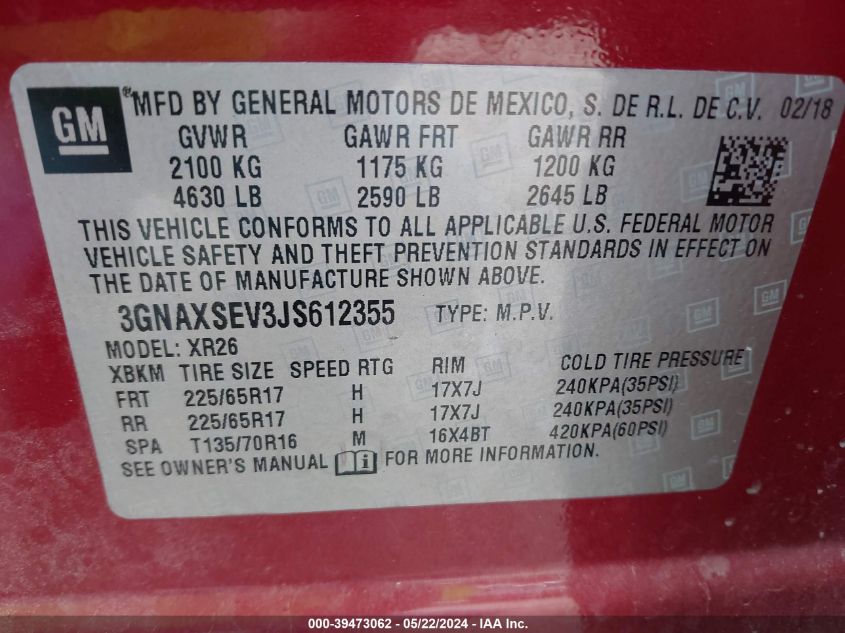 GM
® MFD BY GENERAL MOTORS DE MEXICO, S. DE R.L. DE C.V. 02/18
GVWR GAWR FRT GAWR RR
2100 KG 1175 KG 1200 KG
4630 LB 2590 LB 2645 LB
THIS VEHICLE CONFORMS TO ALL APPLICABLE U.S. FEDERAL MOTOR
VEHICLE SAFETY AND THEFT PREVENTION STANDARDS IN EFFECT ON
THE DATE OF MANUFACTURE SHOWN ABOVE.
3GNAXSEV3JS612355 TYPE: M.P.V.
MODEL: XR26
XBKM TIRE SIZE SPEED RTG RIM COLD TIRE PRESSURE
FRT 225/65R17 H 17X7J 240KPA(35PSI)
RR 225/65R17 H 17X7J 240KPA(35PSI)
SPA T135/70R16 M 16X4BT 420KPA(60PSI)
SEE OWNER'S MANUAL FOR MORE INFORMATION.
000-39473062 - 05/22/2024 - IAA Inc.